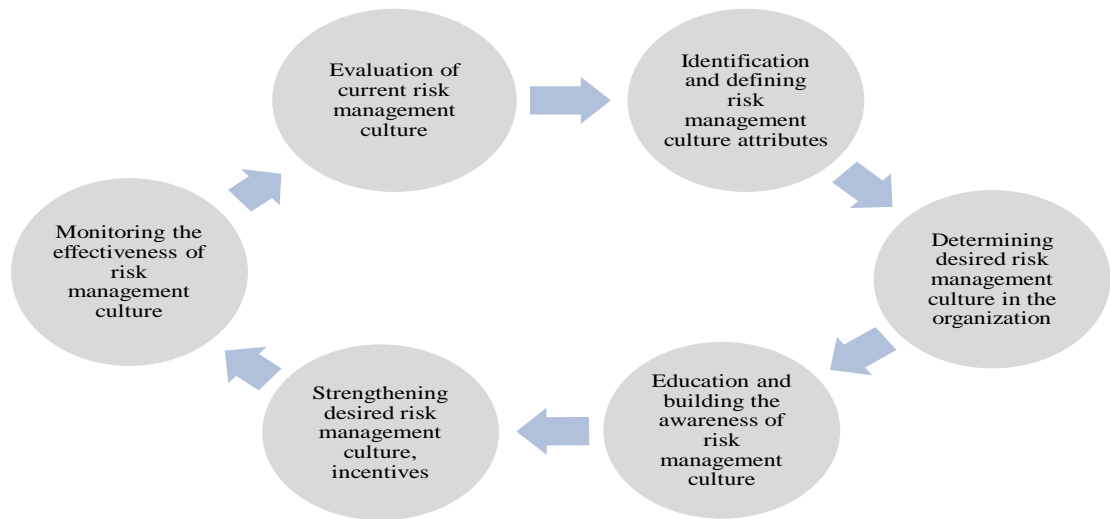 Evaluation of
current risk
management
culture
Identification
and defining
risk
management
culture attributes
Determining
desired risk
management
culture in the
organization
Education and
building the
awareness of
risk
management
culture
Strengthening
desired risk
management
culture,
incentives
Monitoring the
effectiveness of
risk
management
culture